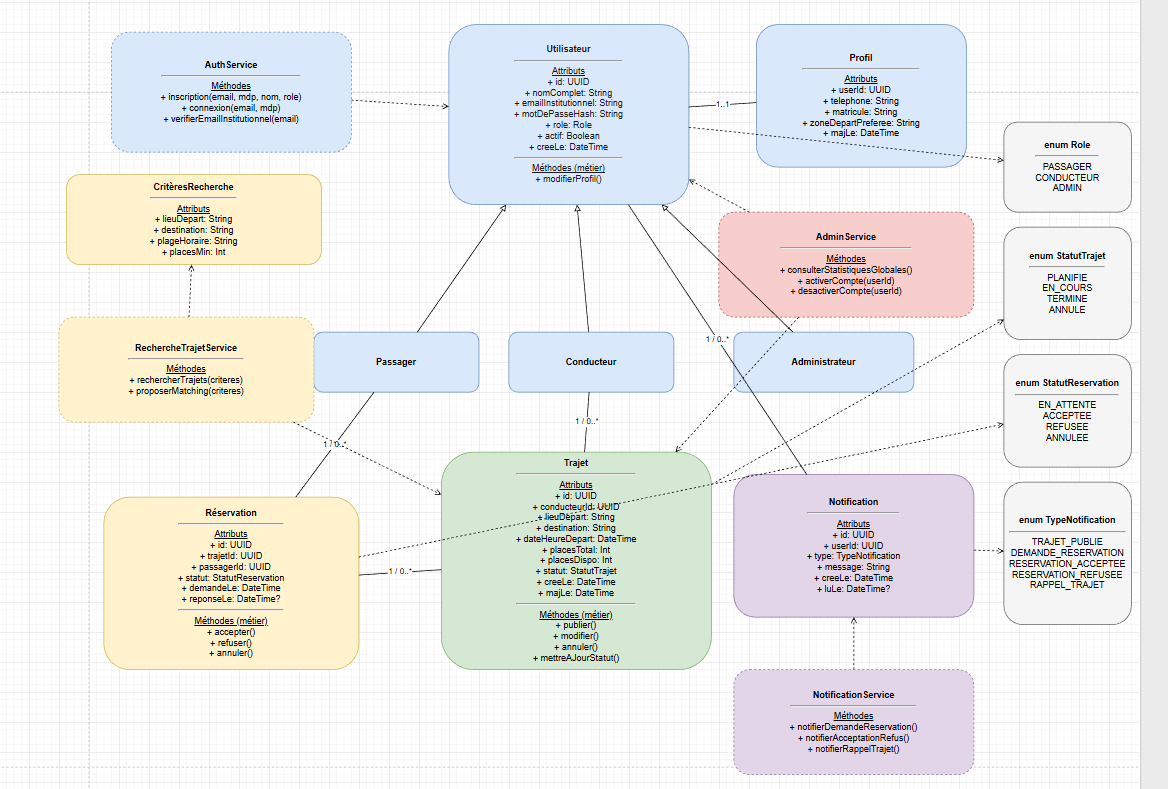 AuthService
Méthodes
+ inscription(email, mdp, nom, role)
+ connexion(email, mdp)
+ verifierEmailInstitutionnel(email)
Utilisateur
Attributs
+ id: UUID
+ nomComplet: String
+ emailInstitutionnel: String
+ motDePasseHash: String
+ role: Role
+ actif: Boolean
+ creeLe: DateTime
Méthodes (métier)
+ modifierProfil()
1..1
Profil
Attributs
+ userId: UUID
+ telephone: String
+ matricule: String
+ zoneDepartPreferee: String
+ majLe: DateTime
enum Role
PASSAGER
CONDUCTEUR
ADMIN
CritèresRecherche
Attributs
+ lieuDepart: String
+ destination: String
+ plageHoraire: String
+ placesMin: Int
AdminService
Méthodes
+ consulterStatistiquesGlobales()
+ activerCompte(userId)
+ desactiverCompte(userId)
enum StatutTrajet
PLANIFIE
EN_COURS
TERMINE
ANNULE
RechercheTrajetService
Méthodes
+ rechercherTrajets(criteres)
+ proposerMatching(criteres)
Passager
Conducteur
1 / 0..*
Administrateur
enum StatutReservation
EN_ATTENTE
ACCEPTEE
REFUSEE
ANNULEE
1 / 0..*
1 / 0..*
Réservation
Attributs
+ id: UUID
+ trajetId: UUID
+ passagerId: UUID
+ statut: StatutReservation
+ demandeLe: DateTime
+ reponseLe: DateTime?
Méthodes (métier)
+ accepter()
+ refuser()
+ annuler()
1 / 0..*
Trajet
Attributs
+ id: UUID
+ conducteurId: UUID
+ lieuDepart: String
+ destination: String
+ dateHeureDepart: DateTime
+ placesTotal: Int
+ placesDispo: Int
+ statut: StatutTrajet
+ creeLe: DateTime
+ majLe: DateTime
Méthodes (métier)
+ publier()
+ modifier()
+ annuler()
+ mettreAJourStatut()
Notification
Attributs
+ id: UUID
+ userId: UUID
+ type: TypeNotification
+ message: String
+ creeLe: DateTime
+ luLe: DateTime?
enum TypeNotification
TRAJET_PUBLIE
DEMANDE_RESERVATION
RESERVATION_ACCEPTEE
RESERVATION_REFUSEE
RAPPEL_TRAJET
NotificationService
Méthodes
+ notifierDemandeReservation()
+ notifierAcceptationRefus()
+ notifierRappelTrajet()